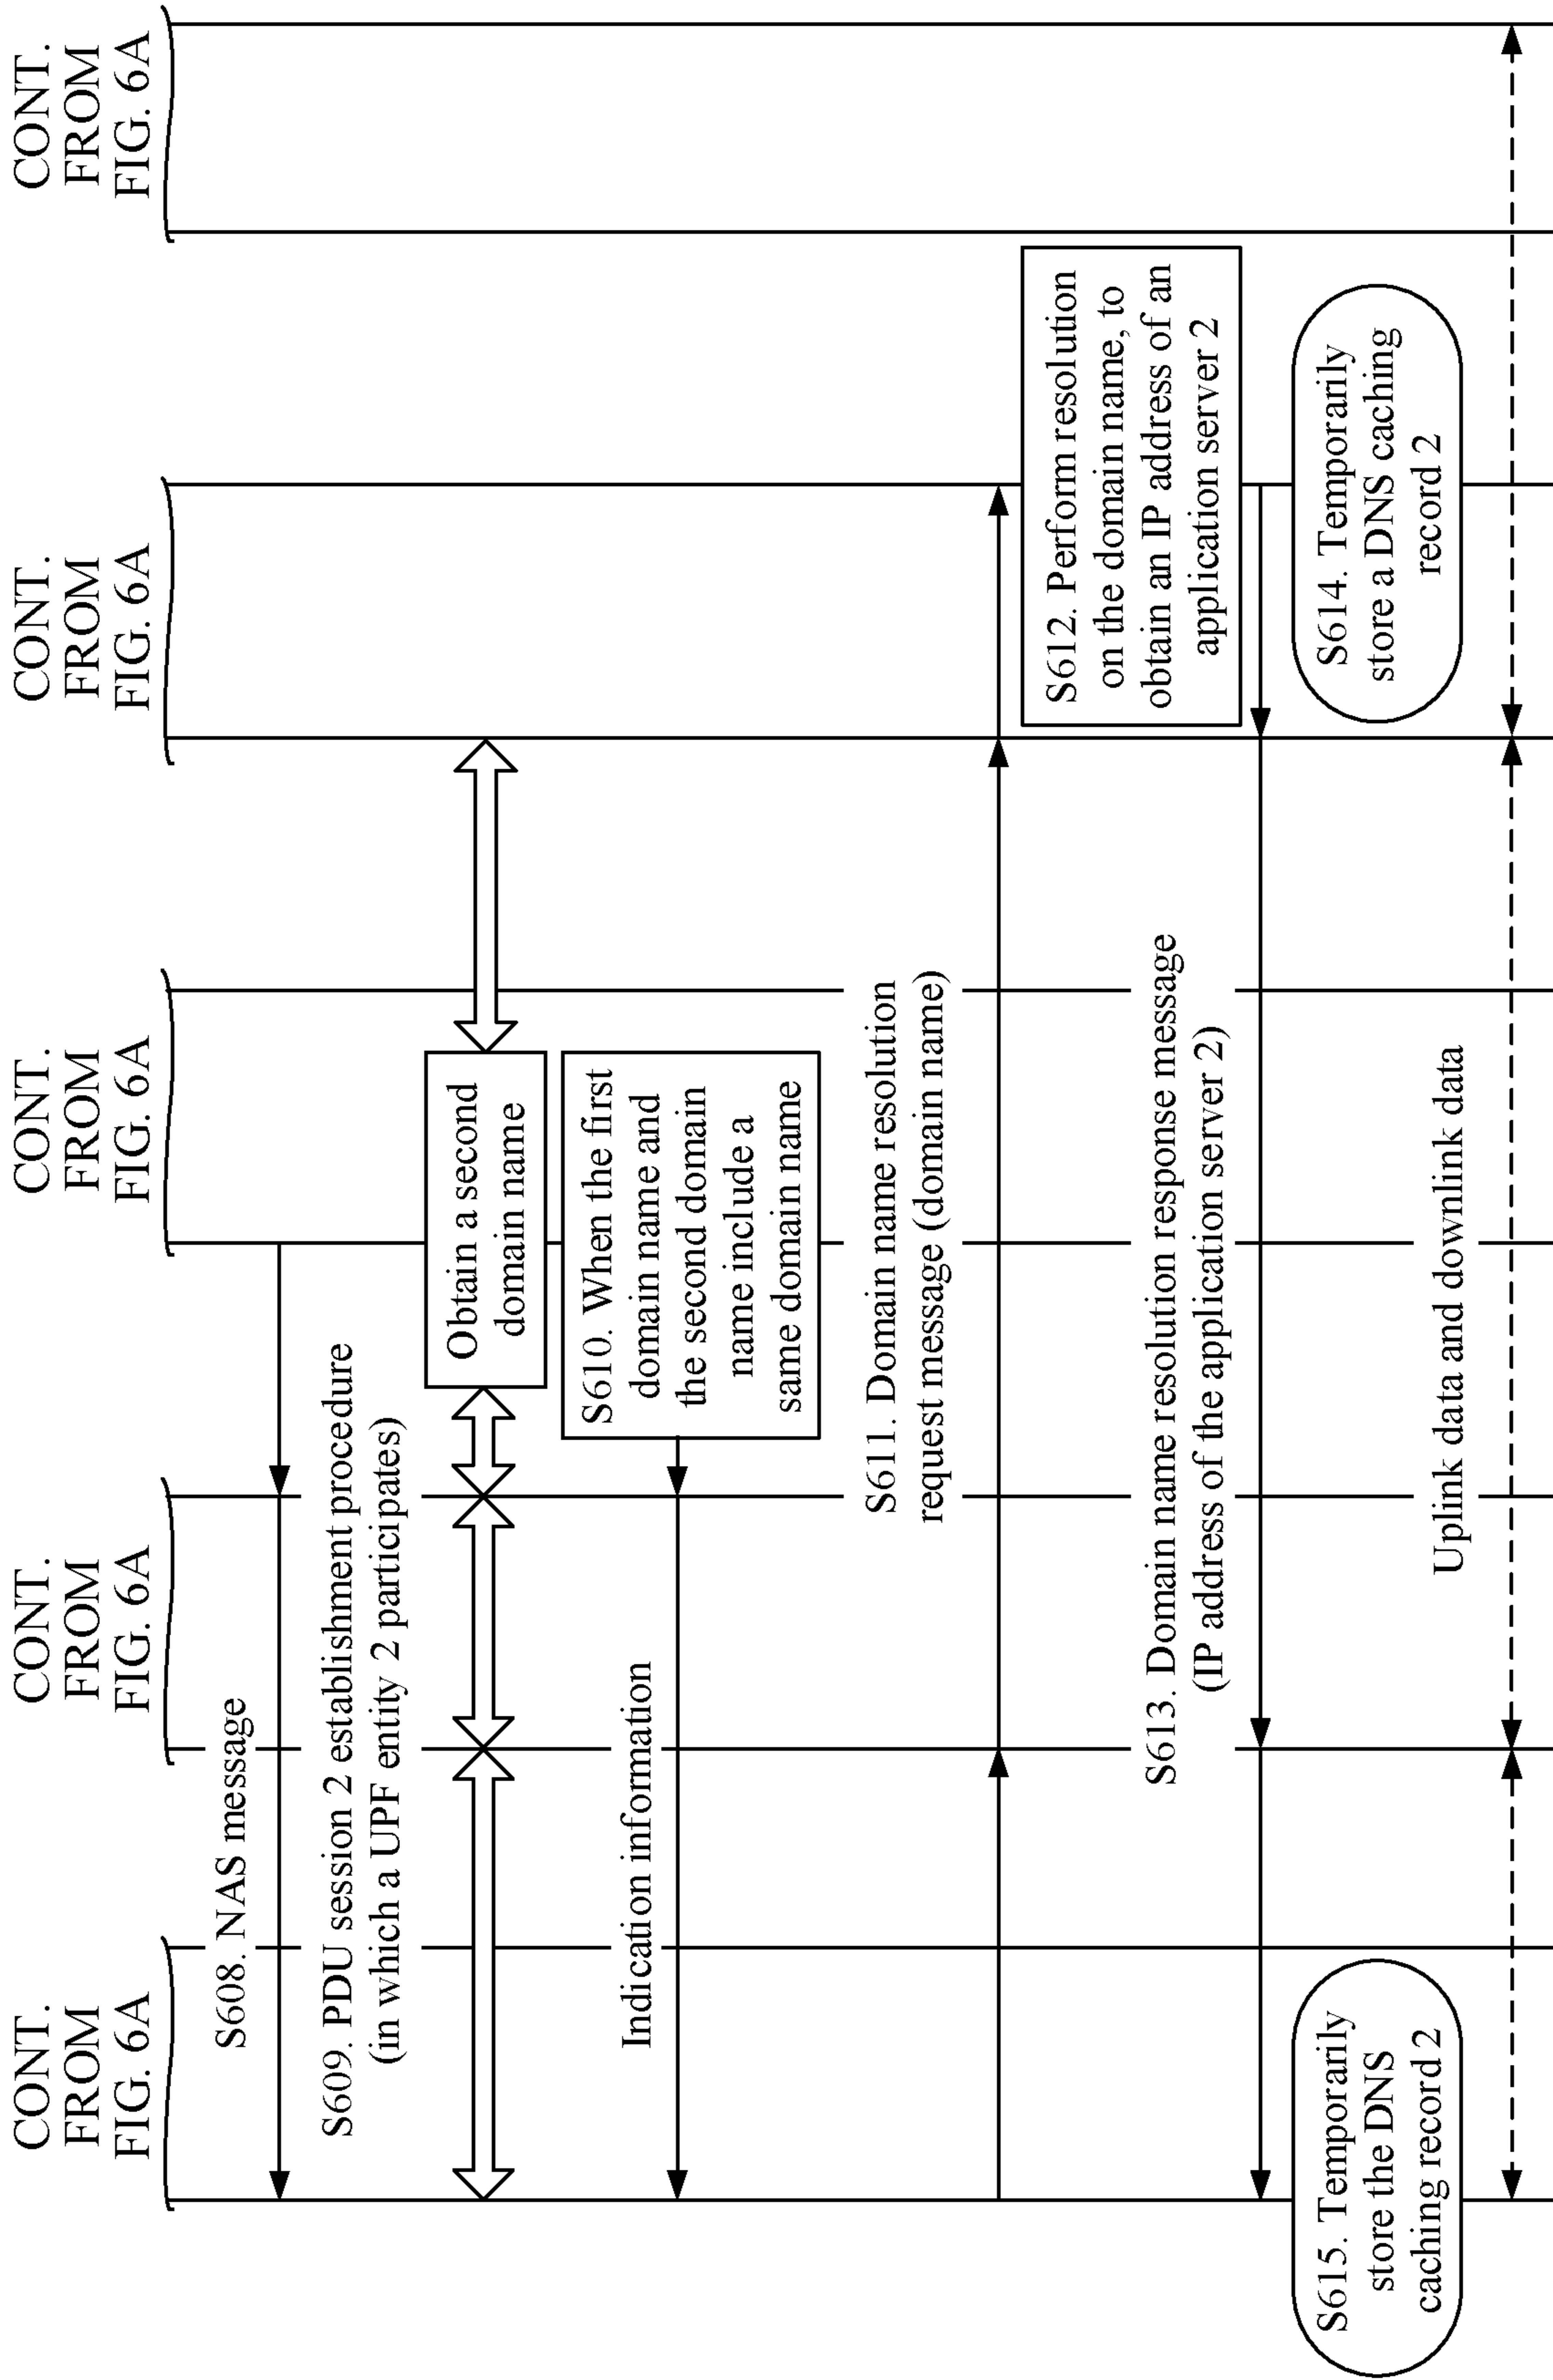 CONT.
FROM
FIG. 6A
CONT.
FROM
FIG. 6A
CONT.
FROM
FIG. 6A
CONT.
FROM
FIG. 6A
CONT.
FROM
FIG. 6A
S608. NAS message
S609. PDU session 2 establishment procedure
(in which a UPF entity 2 participates)
Obtain a second
domain name
S610. When the first
domain name and
the second domain
name include a
same domain name
Indication information
S611. Domain name resolution
request message (domain name)
S612. Perform resolution
on the domain name, to
obtain an IP address of an
application server 2
S613. Domain name resolution response message
(IP address of the application server 2)
S614. Temporarily
store a DNS caching
record 2
S615. Temporarily
store the DNS
caching record 2
Uplink data and downlink data